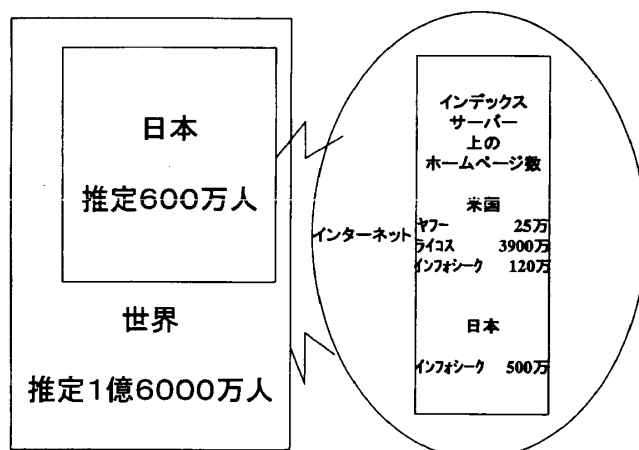 日本
推定600万人
世界
推定1億6000万人
インターネット
インデックス
サーバー
上の
ホームページ数
米国
ヤフー 25万
ライコス 3900万
インフォシーク 120万
日本
インフォシーク 500万